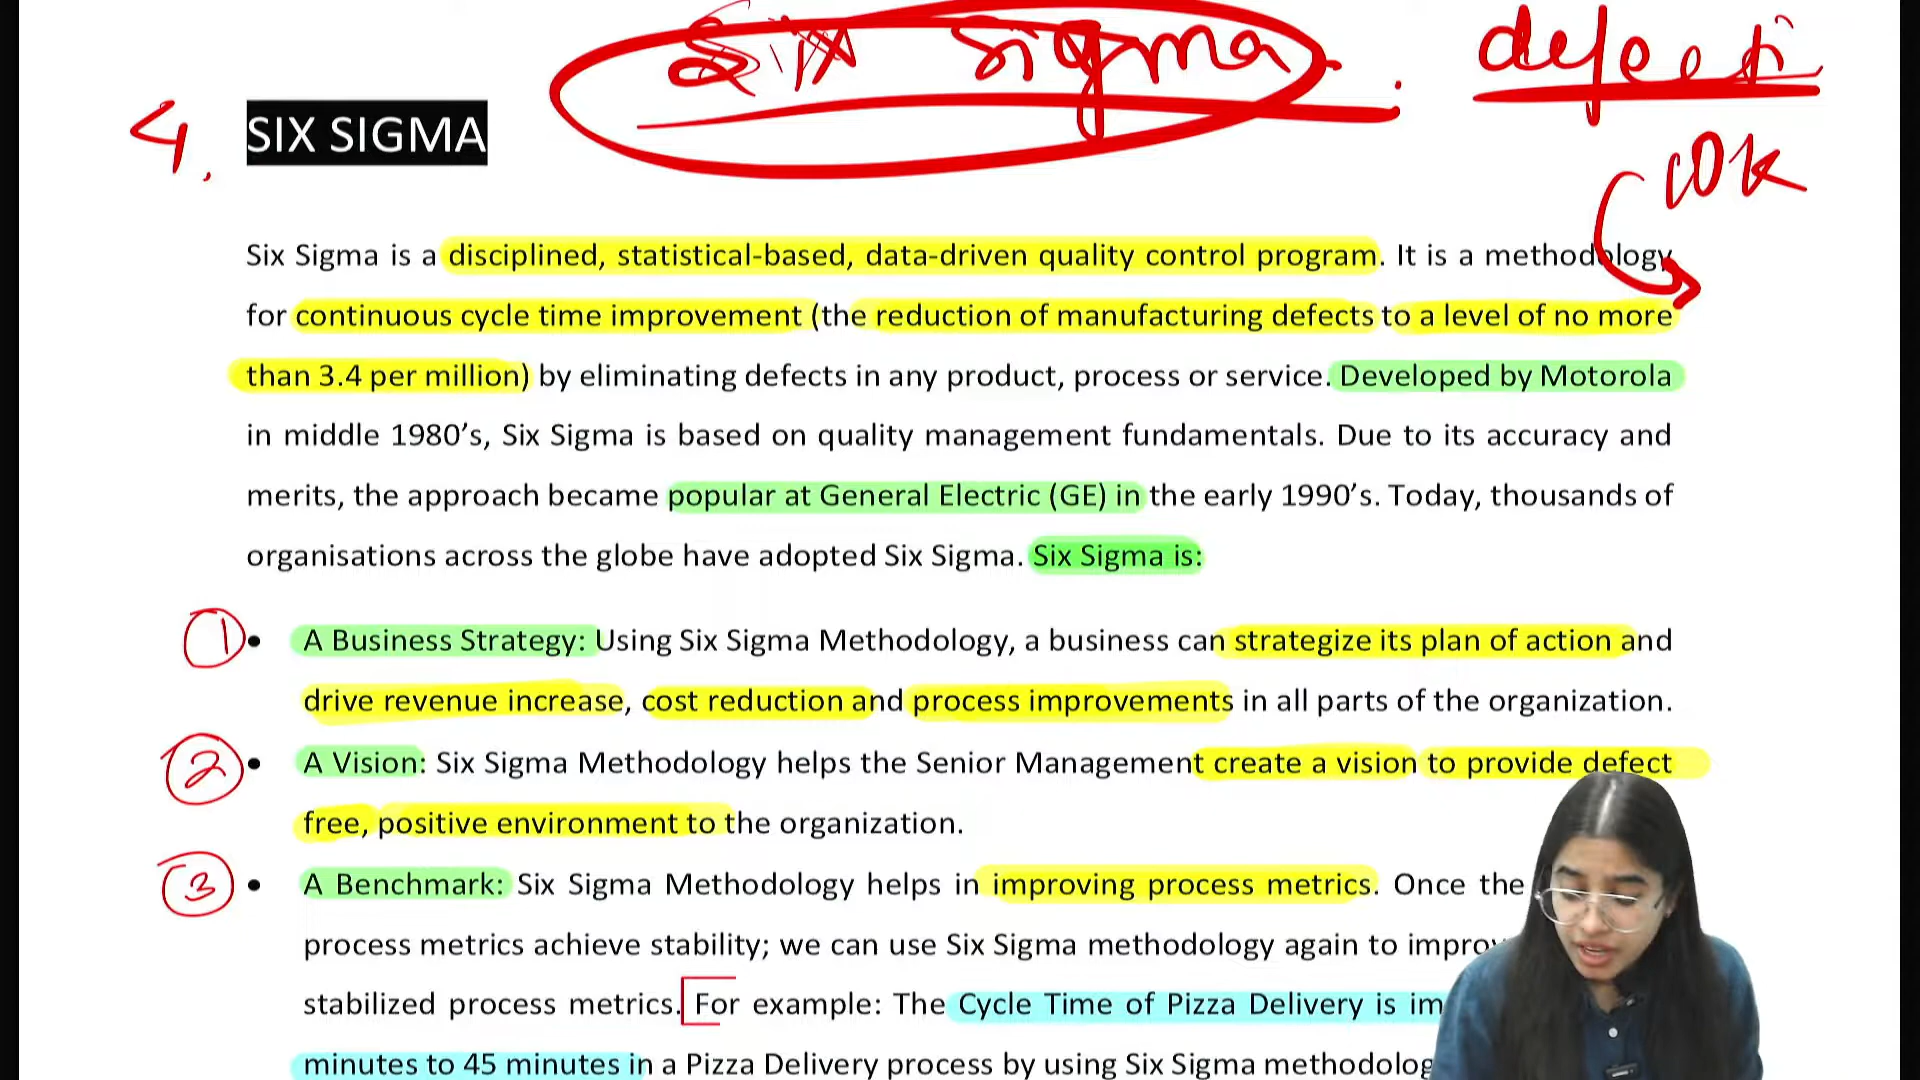 Six Sigma. defect
4. SIX SIGMA
10k
Six Sigma is a disciplined, statistical-based, data-driven quality control program. It is a methodology
for continuous cycle time improvement (the reduction of manufacturing defects to a level of no more
than 3.4 per million) by eliminating defects in any product, process or service. Developed by Motorola
in middle 1980’s, Six Sigma is based on quality management fundamentals. Due to its accuracy and
merits, the approach became popular at General Electric (GE) in the early 1990’s. Today, thousands of
organisations across the globe have adopted Six Sigma. Six Sigma is:
1 • A Business Strategy: Using Six Sigma Methodology, a business can strategize its plan of action and
drive revenue increase, cost reduction and process improvements in all parts of the organization.
2 • A Vision: Six Sigma Methodology helps the Senior Management create a vision to provide defect
free, positive environment to the organization.
3 • A Benchmark: Six Sigma Methodology helps in improving process metrics. Once the
process metrics achieve stability; we can use Six Sigma methodology again to
stabilized process metrics. For example: The Cycle Time of Pizza Delivery is
minutes to 45 minutes in a Pizza Delivery process by using Six Sigma